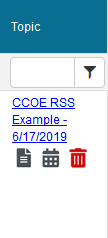 Topic
CCOE RSS
Example -
6/17/2019